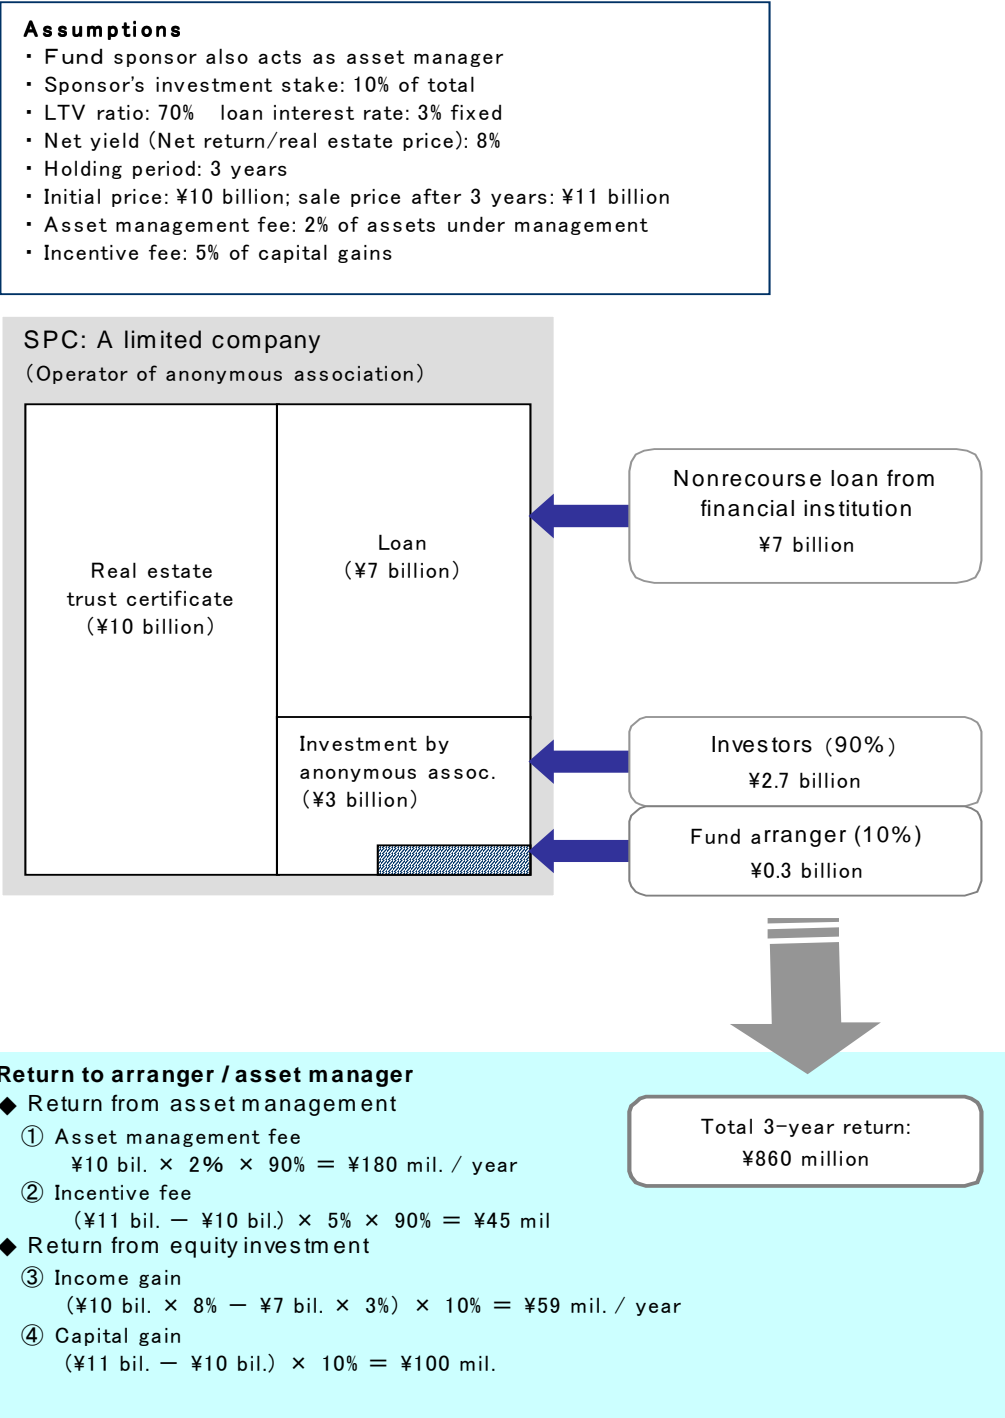 Assumptions
・ Fund sponsor also acts as asset manager
・ Sponsor's investment stake: 10% of total
・ LTV ratio: 70%   loan interest rate: 3% fixed
・ Net yield (Net return/real estate price): 8%
・ Holding period: 3 years
・ Initial price: ¥10 billion; sale price after 3 years: ¥11 billion
・ Asset management fee: 2% of assets under management
・ Incentive fee: 5% of capital gains
SPC: A limited company
(Operator of anonymous association)
Real estate
trust certificate
(¥10 billion)
Loan
(¥7 billion)
Investment by
anonymous assoc.
(¥3 billion)
Nonrecourse loan from
financial institution
¥7 billion
Investors (90%)
¥2.7 billion
Fund arranger (10%)
¥0.3 billion
Return to arranger / asset manager
◆ Return from asset management
① Asset management fee
¥10 bil. × 2% × 90% = ¥180 mil. / year
② Incentive fee
(¥11 bil. － ¥10 bil.) × 5% × 90% = ¥45 mil
◆ Return from equity investment
③ Income gain
(¥10 bil. × 8% － ¥7 bil. × 3%) × 10% = ¥59 mil. / year
④ Capital gain
(¥11 bil. － ¥10 bil.) × 10% = ¥100 mil.
Total 3-year return:
¥860 million